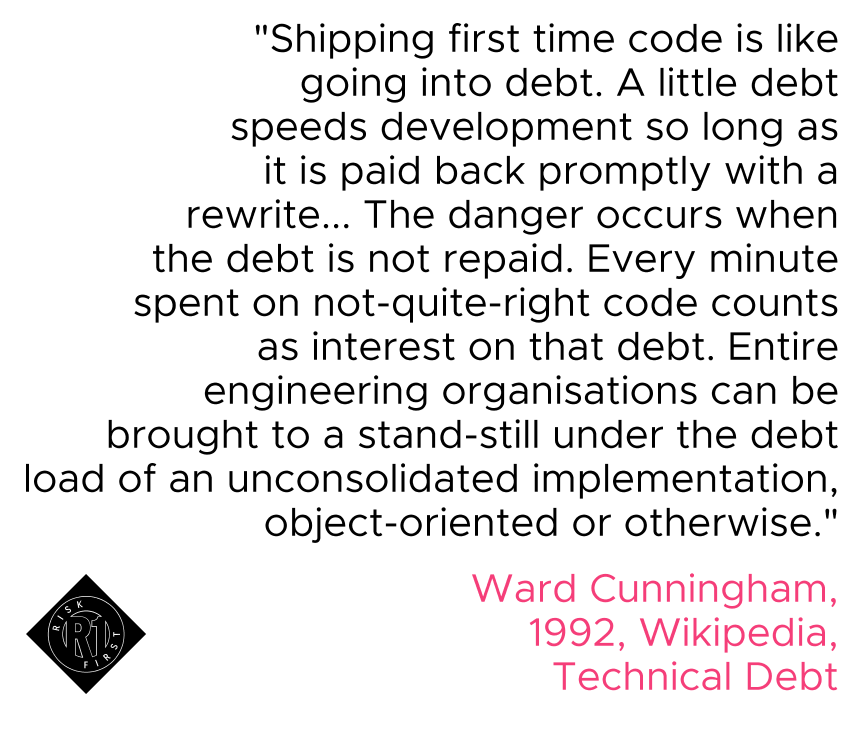 "Shipping first time code is like
going into debt. A little debt
speeds development so long as
it is paid back promptly with a
rewrite... The danger occurs when
the debt is not repaid. Every minute
spent on not-quite-right code counts
as interest on that debt. Entire
engineering organisations can be
brought to a stand-still under the debt
load of an unconsolidated implementation,
object-oriented or otherwise."
Ward Cunningham,
1992, Wikipedia,
Technical Debt
RISK
R1
FIRST